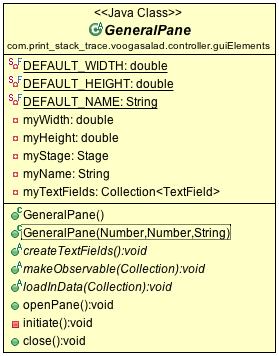 <<Java Class>>
GeneralPane
com.print_stack_trace.voogasalad.controller.guiElements
DEFAULT_WIDTH: double
DEFAULT_HEIGHT: double
DEFAULT_NAME: String
myWidth: double
myHeight: double
myStage: Stage
myName: String
myTextFields: Collection<TextField>
GeneralPane()
GeneralPane(Number,Number,String)
createTextFields():void
makeObservable(Collection):void
loadInData(Collection):void
openPane():void
initiate():void
close():void